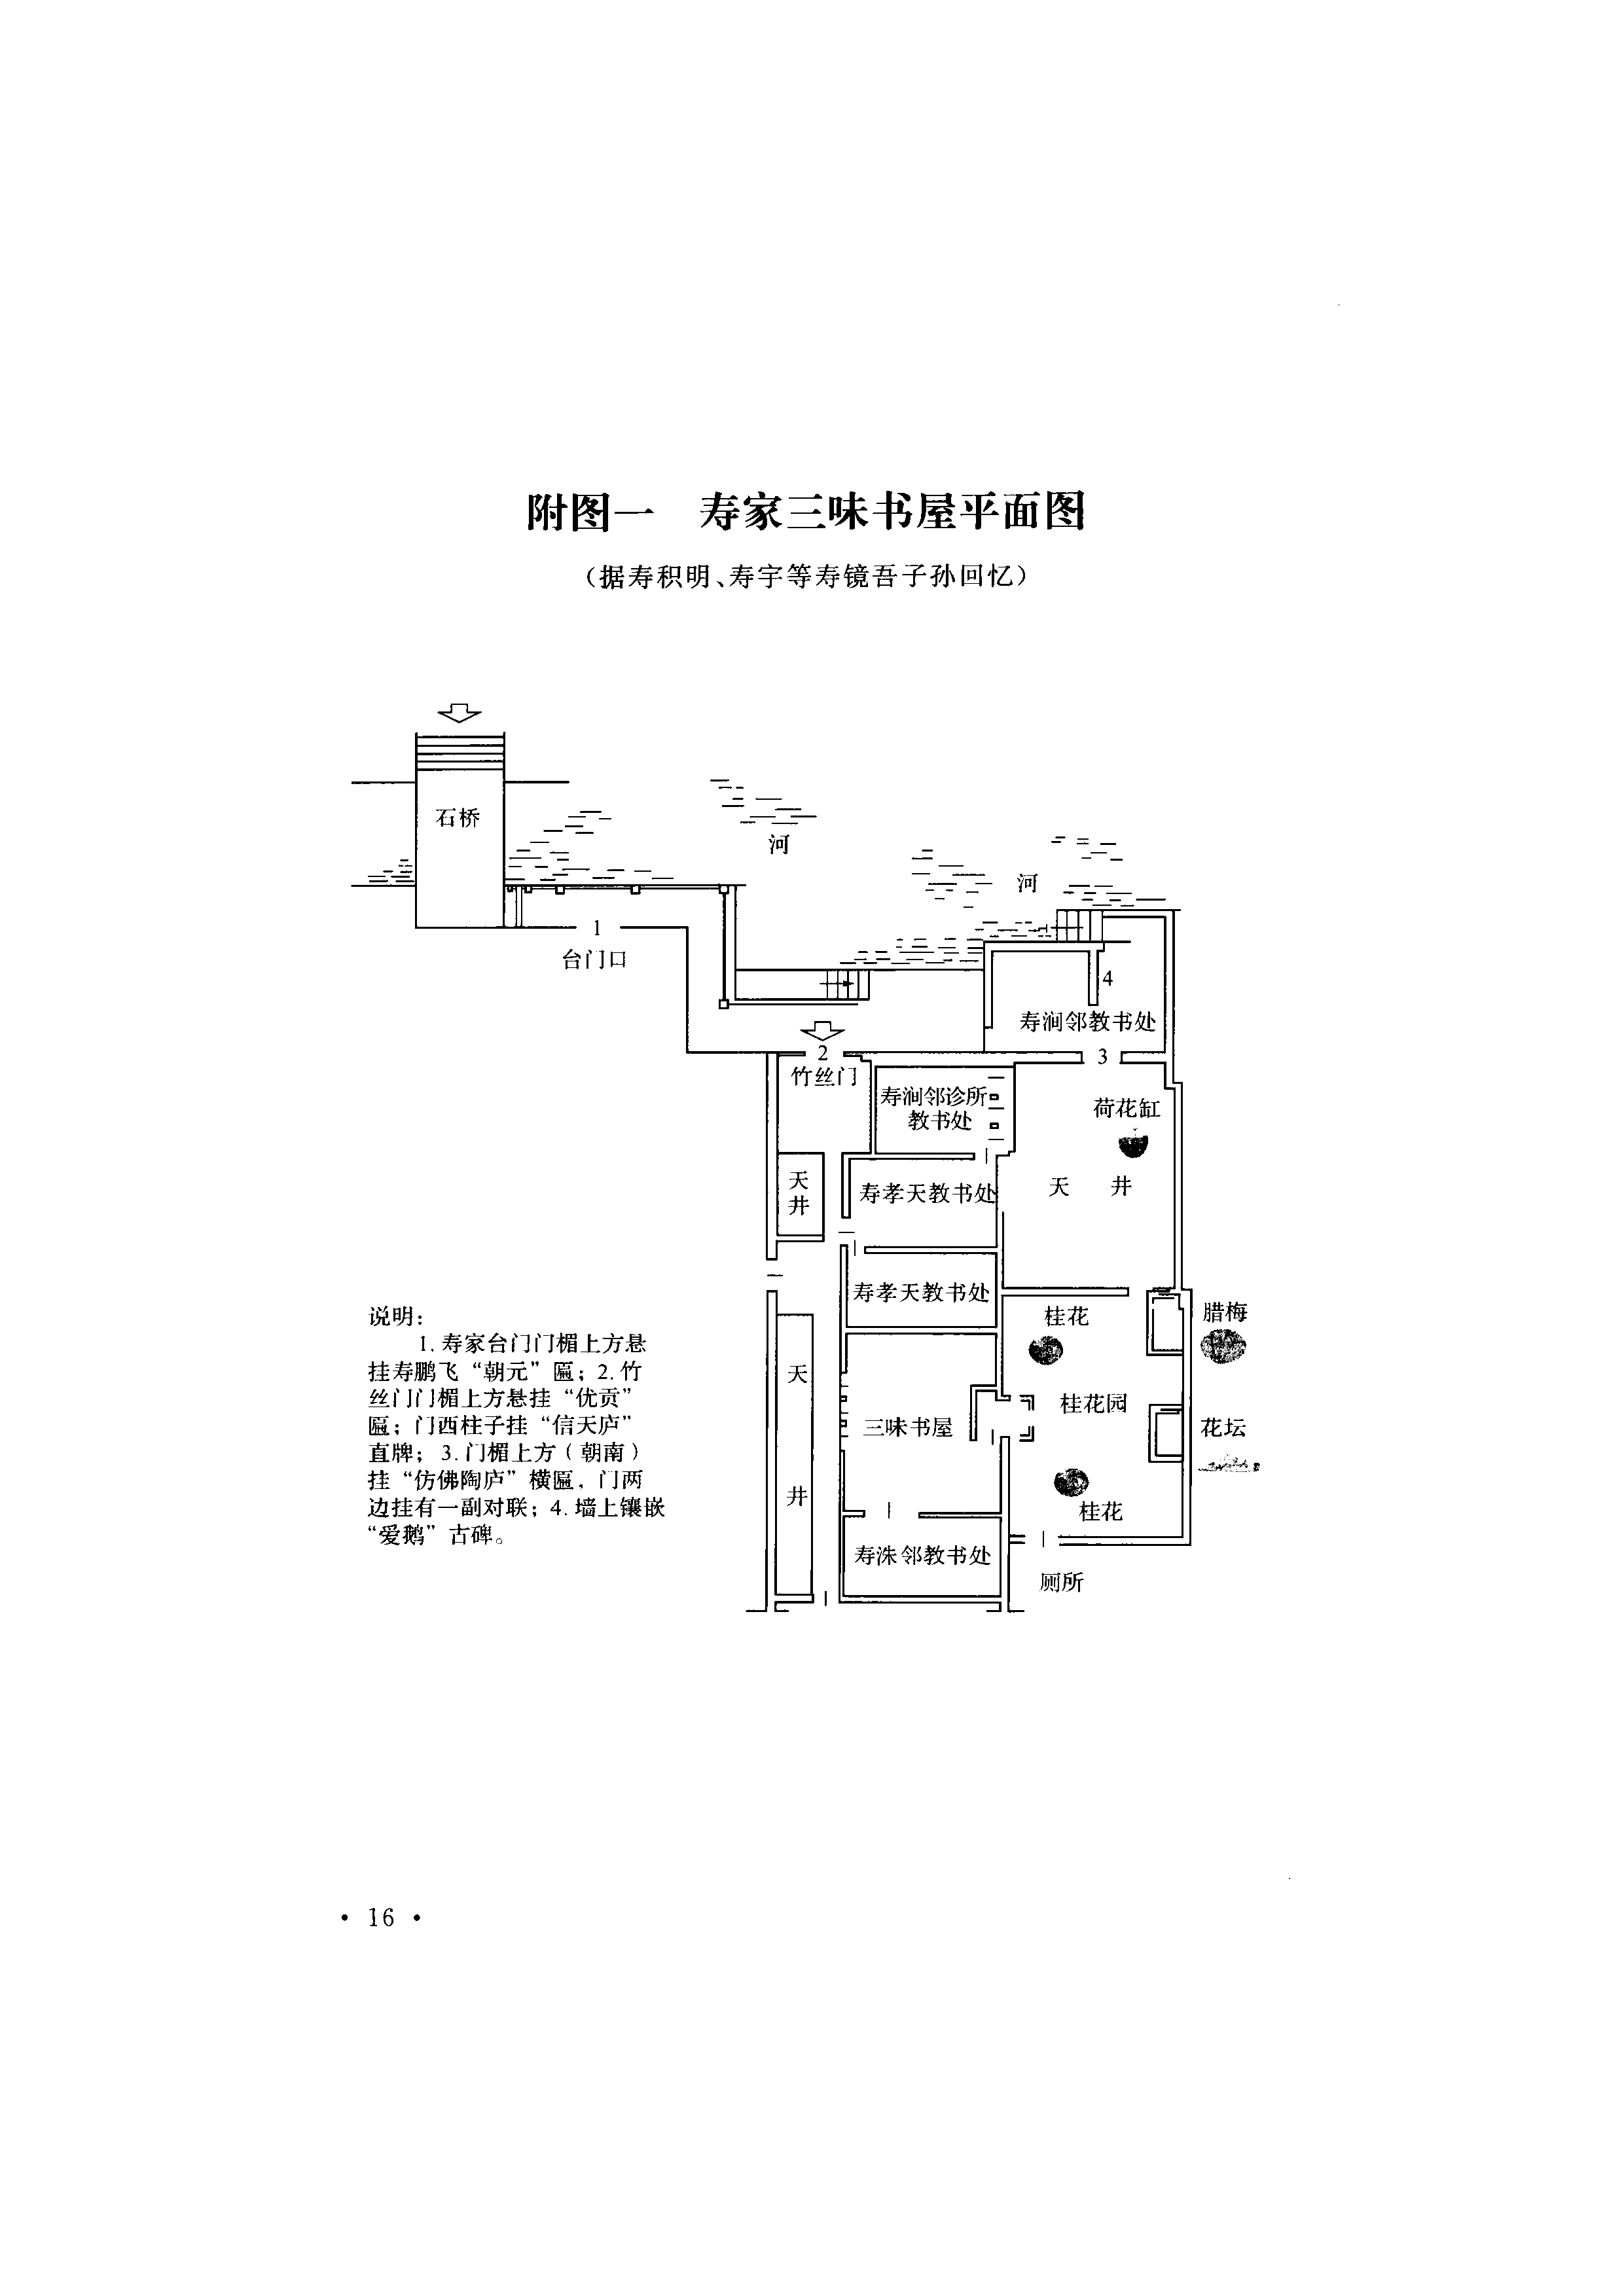 附图一　寿家三味书屋平面图
（据寿积明、寿宇等寿镜吾子孙回忆）
石桥
河
河
1
台门口
4
寿涧邻教书处
2
3
竹丝门
寿涧邻诊所
教书处
荷花缸
天井
寿孝天教书处
天　井
寿孝天教书处
桂花
腊梅
天　井
桂花园
三味书屋
花坛
桂花
寿洙邻教书处
厕所
说明：
1. 寿家台门门楣上方悬
挂寿鹏飞“朝元”匾；2. 竹
丝门门楣上方悬挂“优贡”
匾；门西柱子挂“信天庐”
直牌；3. 门楣上方（朝南）
挂“仿佛陶庐”横匾，门两
边挂有一副对联；4. 墙上镶嵌
“爱鹅”古碑。
· 16 ·